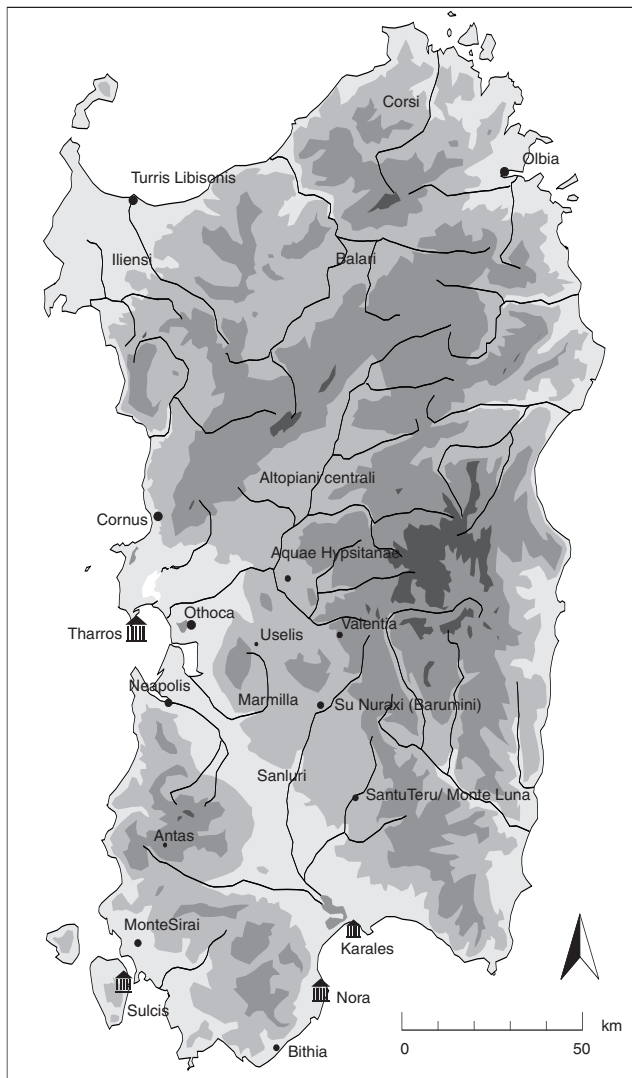 Corsi
Olbia
Turris Libisonis
Iliensi
Balari
Altopiani centrali
Cornus
Aquae Hypsitanae
Othoca
Tharros
Uselis
Valentia
Neapolis
Marmilla
Su Nuraxi (Barumini)
Sanluri
SantuTeru/ Monte Luna
Antas
MonteSirai
Karales
Sulcis
Nora
km
0 50
Bithia